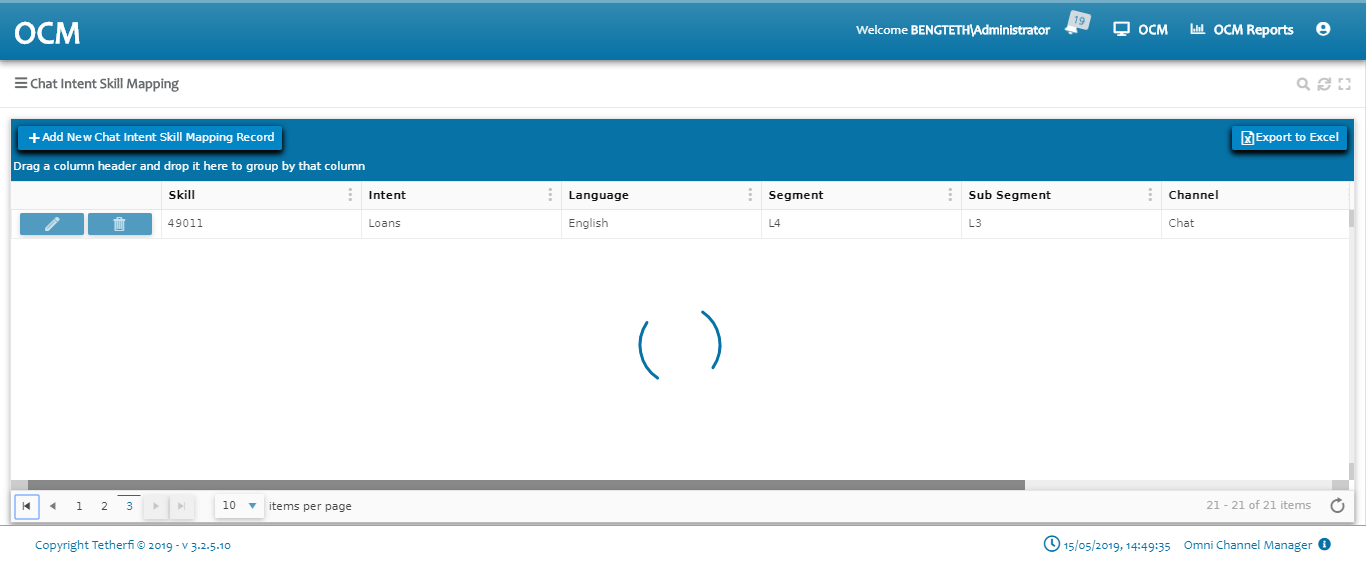 OCM
Welcome BENGTETH\Administrator
19
OCM
OCM Reports
Chat Intent Skill Mapping
Add New Chat Intent Skill Mapping Record
Export to Excel
Drag a column header and drop it here to group by that column
Skill Intent Language Segment Sub Segment Channel
49011 Loans English L4 L3 Chat
1 2 3 10 items per page 21 - 21 of 21 items
Copyright Tetherfi © 2019 - v 3.2.5.10
15/05/2019, 14:49:35 Omni Channel Manager